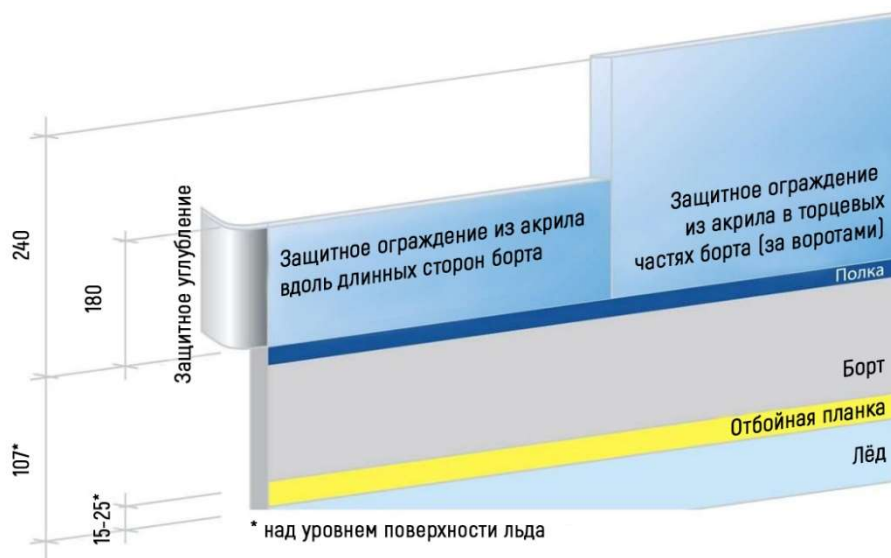 240
180
107*
15-25*
Защитное углубление
Защитное ограждение из акрила
вдоль длинных сторон борта
Защитное ограждение
из акрила в торцевых
частях борта (за воротами)
Полка
Борт
Отбойная планка
Лёд
* над уровнем поверхности льда